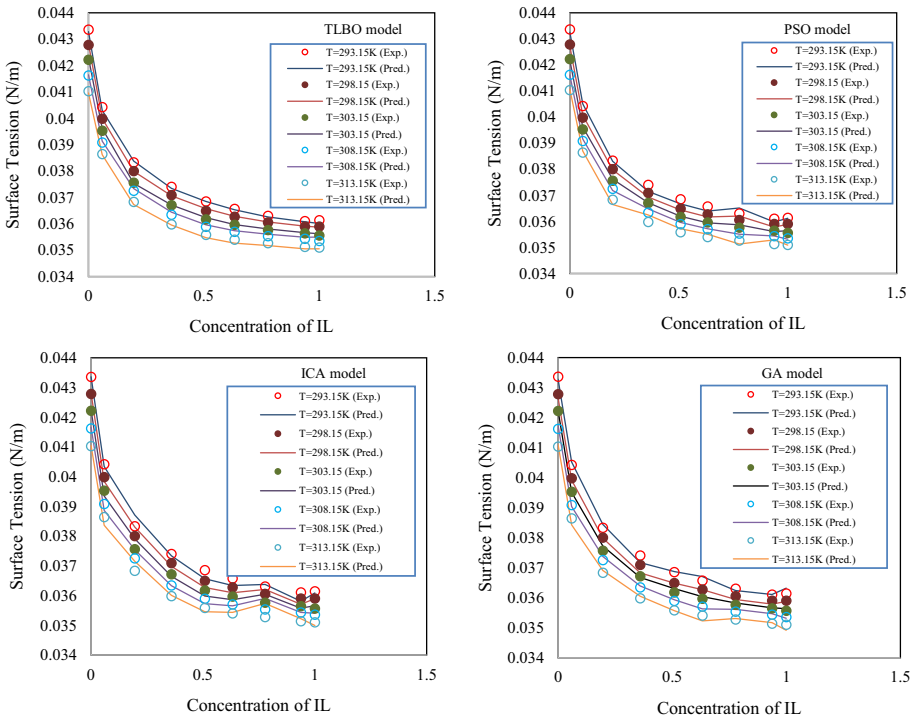 TLBO model
T=293.15K (Exp.)
T=293.15K (Pred.)
T=298.15 (Exp.)
T=298.15K (Pred.)
T=303.15 (Exp.)
T=303.15 (Pred.)
T=308.15K (Exp.)
T=308.15K (Pred.)
T=313.15K (Exp.)
T=313.15K (Pred.)
0.044
0.043
0.042
0.041
0.04
0.039
0.038
0.037
0.036
0.035
0.034
Surface Tension (N/m)
0
0.5
1
1.5
Concentration of IL
PSO model
T=293.15K (Exp.)
T=293.15K (Pred.)
T=298.15 (Exp.)
T=298.15K (Pred.)
T=303.15 (Exp.)
T=303.15 (Pred.)
T=308.15K (Exp.)
T=308.15K (Pred.)
T=313.15K (Exp.)
T=313.15K (Pred.)
0.044
0.043
0.042
0.041
0.04
0.039
0.038
0.037
0.036
0.035
0.034
Surface Tension (N/m)
0
0.5
1
1.5
Concentration of IL
ICA model
T=293.15K (Exp.)
T=293.15K (Pred.)
T=298.15 (Exp.)
T=298.15K (Pred.)
T=303.15 (Exp.)
T=303.15 (Pred.)
T=308.15K (Exp.)
T=308.15K (Pred.)
T=313.15K (Exp.)
T=313.15K (Pred.)
0.044
0.043
0.042
0.041
0.04
0.039
0.038
0.037
0.036
0.035
0.034
Surface Tension (N/m)
0
0.5
1
1.5
Concentration of IL
GA model
T=293.15K (Exp.)
T=293.15K (Pred.)
T=298.15 (Exp.)
T=298.15K (Pred.)
T=303.15 (Exp.)
T=303.15 (Pred.)
T=308.15K (Exp.)
T=308.15K (Pred.)
T=313.15K (Exp.)
T=313.15K (Pred.)
0.044
0.043
0.042
0.041
0.04
0.039
0.038
0.037
0.036
0.035
0.034
Surface Tension (N/m)
0
0.5
1
1.5
Concentration of IL